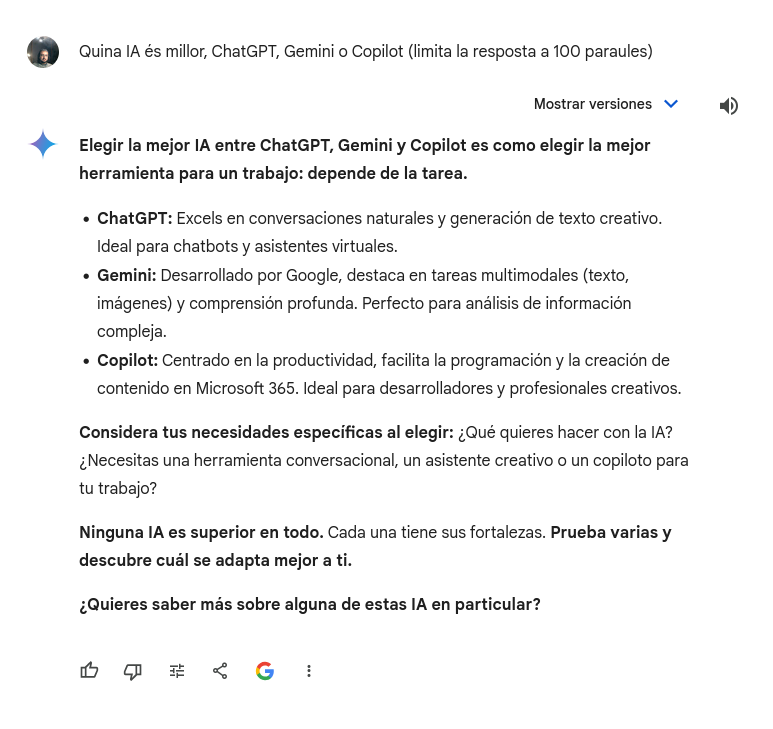 Quina IA és millor, ChatGPT, Gemini o Copilot (limita la resposta a 100 paraules)
Mostrar versiones
Elegir la mejor IA entre ChatGPT, Gemini y Copilot es como elegir la mejor
herramienta para un trabajo: depende de la tarea.
• ChatGPT: Excels en conversaciones naturales y generación de texto creativo.
Ideal para chatbots y asistentes virtuales.
• Gemini: Desarrollado por Google, destaca en tareas multimodales (texto,
imágenes) y comprensión profunda. Perfecto para análisis de información
compleja.
• Copilot: Centrado en la productividad, facilita la programación y la creación de
contenido en Microsoft 365. Ideal para desarrolladores y profesionales creativos.
Considera tus necesidades específicas al elegir: ¿Qué quieres hacer con la IA?
¿Necesitas una herramienta conversacional, un asistente creativo o un copiloto para
tu trabajo?
Ninguna IA es superior en todo. Cada una tiene sus fortalezas. Prueba varias y
descubre cuál se adapta mejor a ti.
¿Quieres saber más sobre alguna de estas IA en particular?